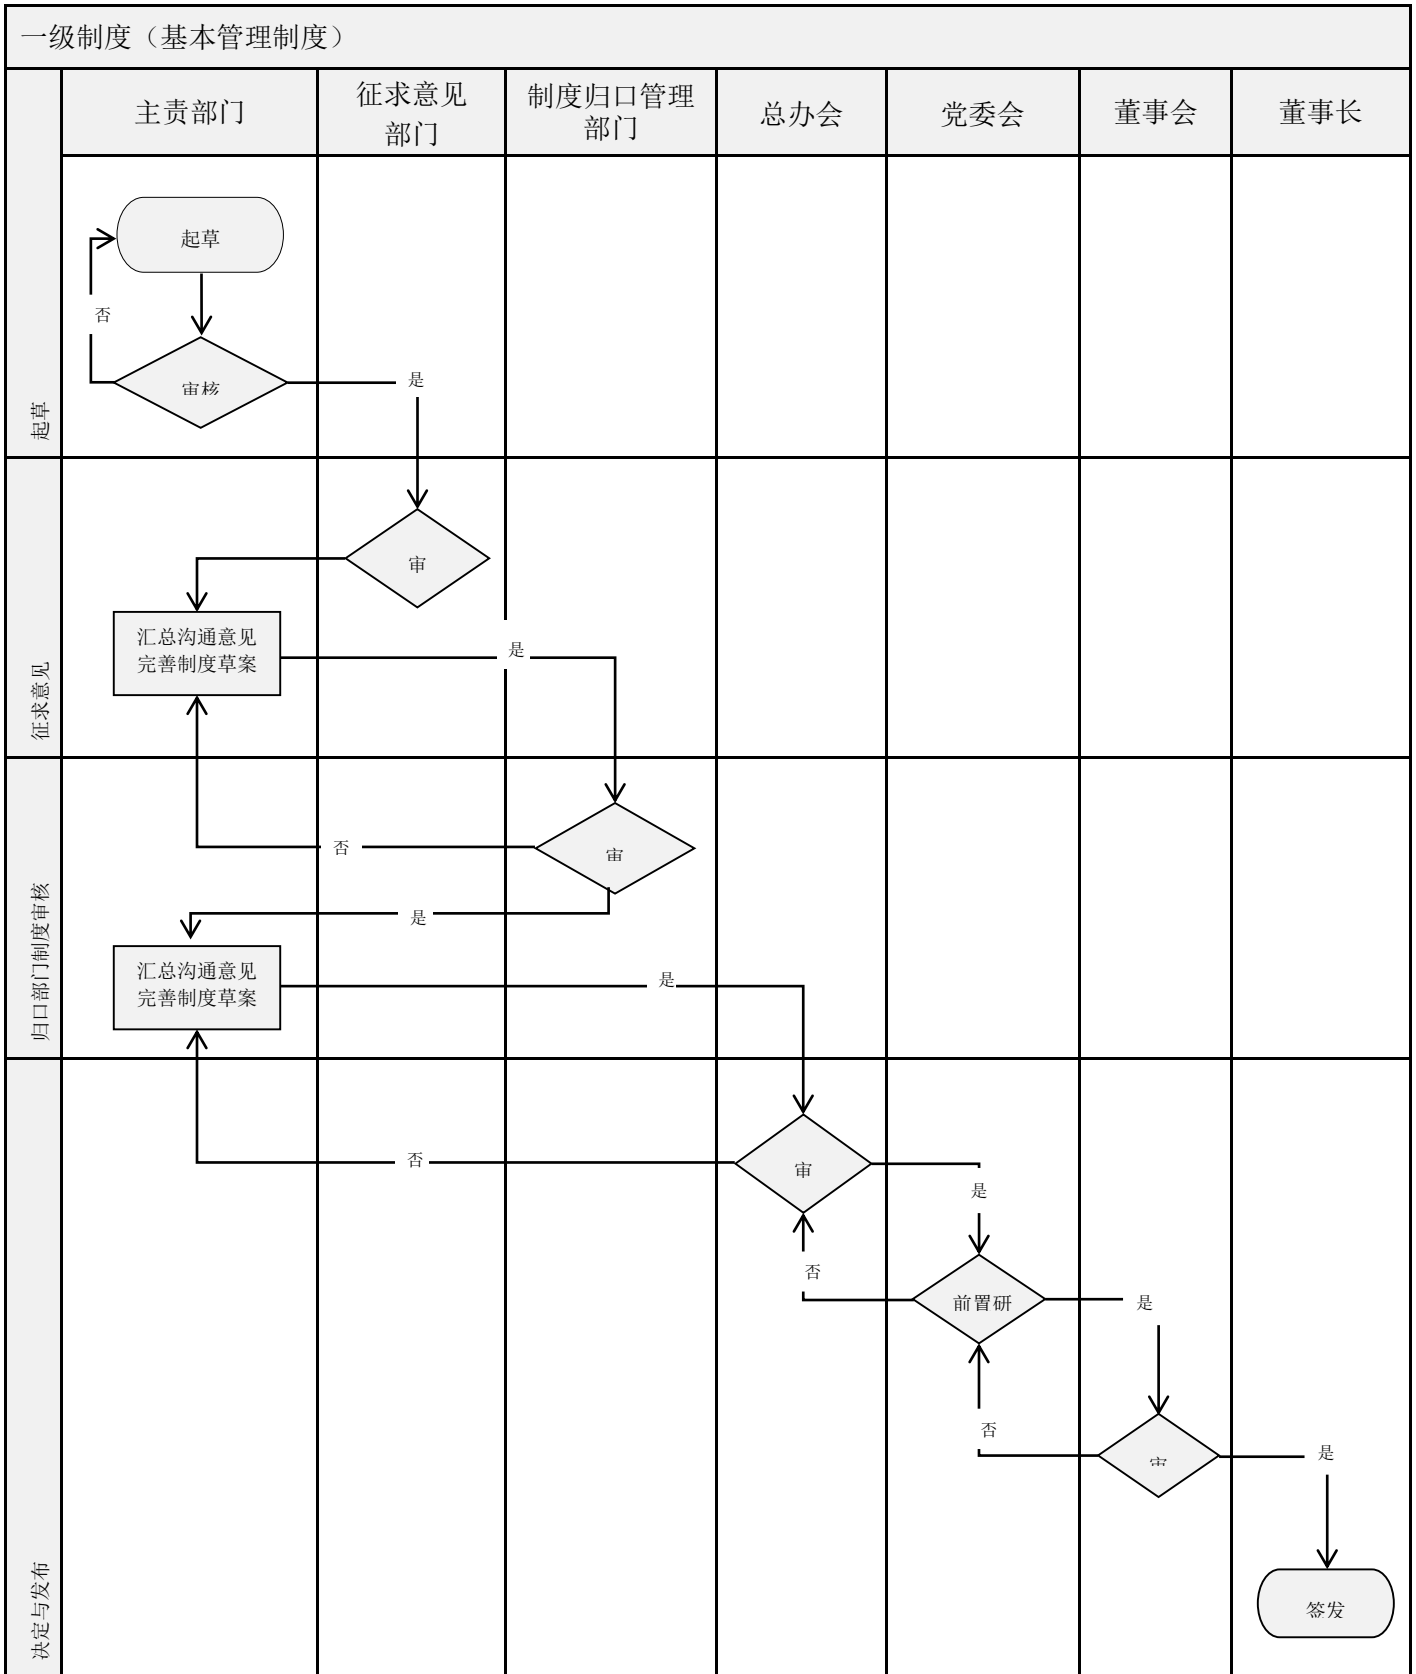 一级制度（基本管理制度）
主责部门
征求意见
部门
制度归口管理
部门
总办会
党委会
董事会
董事长
起草
否
审核
是
起草
审
汇总沟通意见
完善制度草案
是
征求意见
审
否
是
汇总沟通意见
完善制度草案
是
归口部门制度审核
审
否
是
否
前置研
是
否
是
签发
决定与发布